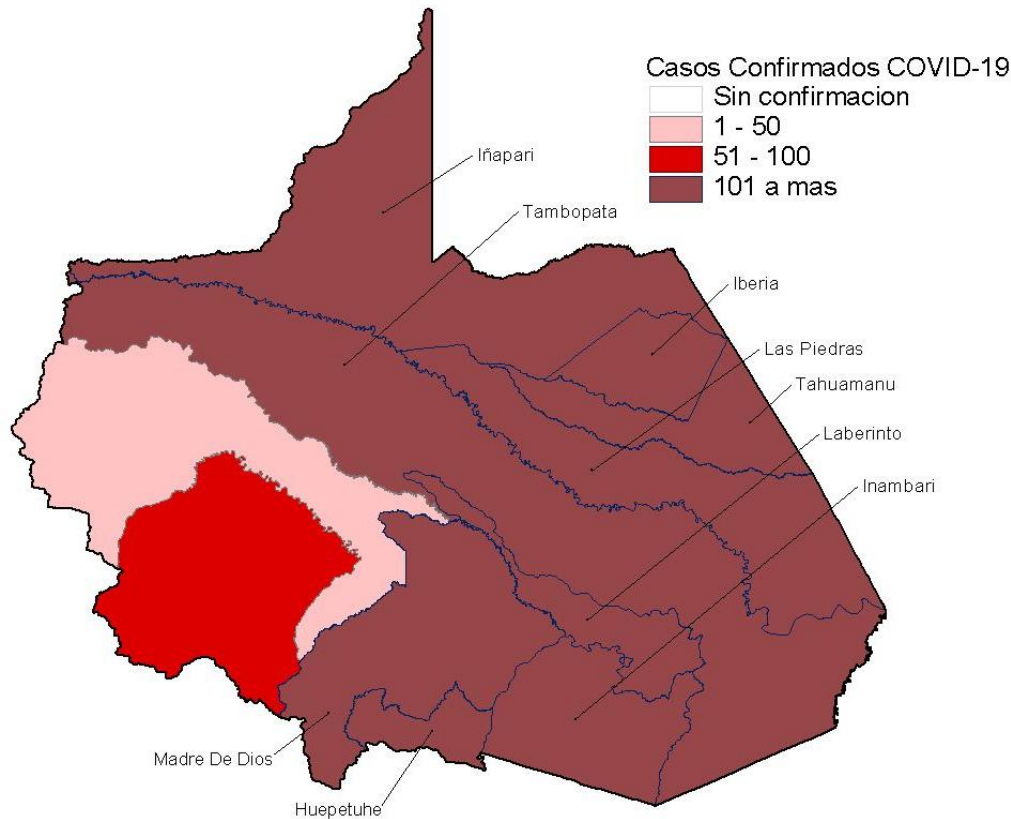 Casos Confirmados COVID-19
Sin confirmacion
1 - 50
51 - 100
101 a mas
Iñapari
Tambopata
Iberia
Las Piedras
Tahuamanu
Laberinto
Inambari
Madre De Dios
Huepetuhe